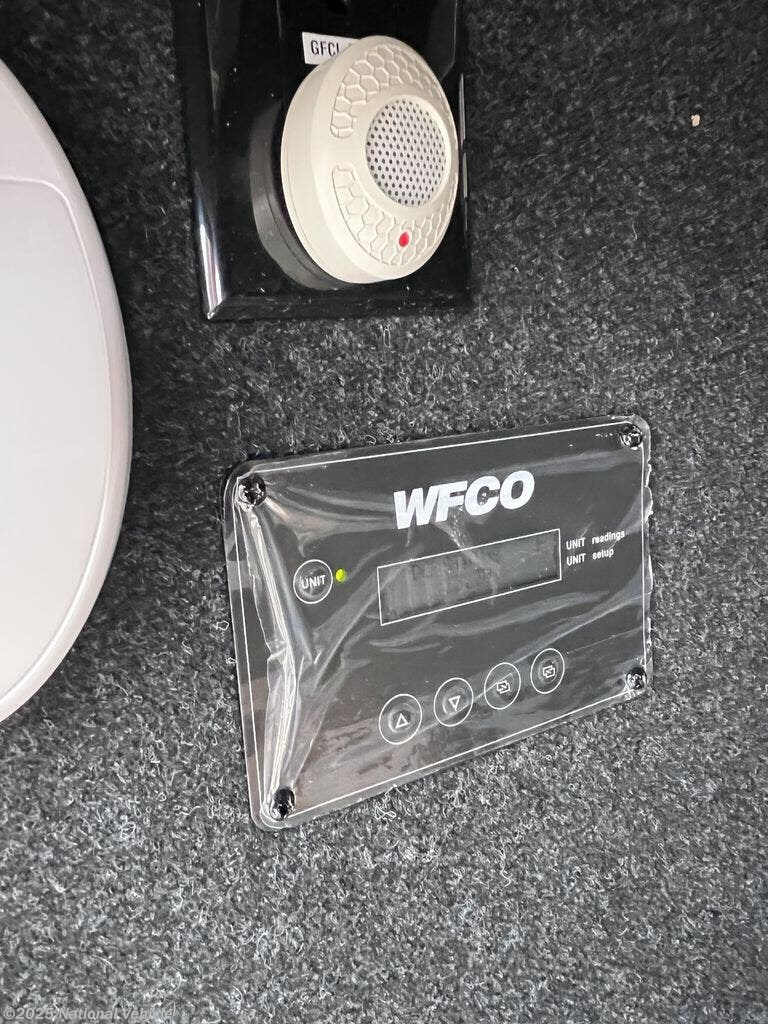 GFCI
WFCO
UNIT readings
UNIT setup
UNIT
©2025 National Vehicle